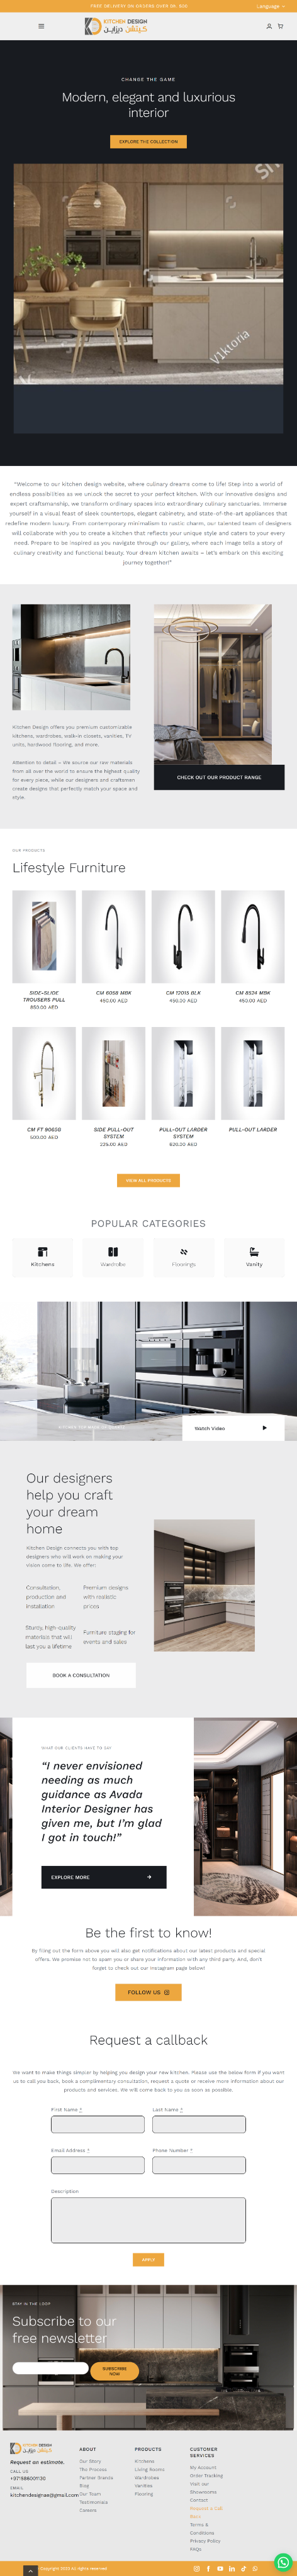 FREE DELIVERY ON ORDERS OVER DH. 500
Language
KITCHEN DESIGN
كيتشن ديزاين
CHANGE THE GAME
Modern, elegant and luxurious
interior
EXPLORE THE COLLECTION
V1ktoria
"Welcome to our kitchen design website, where culinary dreams come to life! Step into a world of
endless possibilities as we unlock the secret to your perfect kitchen. With our innovative designs and
expert craftsmanship, we transform ordinary spaces into extraordinary culinary sanctuaries. Immerse
yourself in a visual feast of sleek countertops, elegant cabinetry, and state-of-the-art appliances that
redefine modern luxury. From contemporary minimalism to rustic charm, our talented team of designers
will collaborate with you to create a kitchen that reflects your unique style and caters to your every
need. Prepare to be inspired as you navigate through our gallery, where each image tells a story of
culinary creativity and functional beauty. Your dream kitchen awaits – let's embark on this exciting
journey together!"
Kitchen Design offers you premium customizable
kitchens, wardrobes, walk-in closets, vanities, TV
units, hardwood flooring, and more.
Attention to detail – We source our raw materials
from all over the world to ensure the highest quality
for every piece, while our designers and craftsmen
create designs that perfectly match your space and
style.
CHECK OUT OUR PRODUCT RANGE
OUR PRODUCTS
Lifestyle Furniture
SIDE-SLIDE
TROUSERS PULL
650.00 AED
CM 6058 MBK
450.00 AED
CM 12015 BLK
450.00 AED
CM 8524 MBK
450.00 AED
CM FT 9065G
500.00 AED
SIDE PULL-OUT
SYSTEM
225.00 AED
PULL-OUT LARDER
SYSTEM
620.00 AED
PULL-OUT LARDER
VIEW ALL PRODUCTS
POPULAR CATEGORIES
Kitchens
Wardrobe
Floorings
Vanity
Watch Video
Our designers
help you craft
your dream
home
Kitchen Design connects you with top
designers who will work on making your
vision come to life. We offer:
Consultation,
production and
installation
Premium designs
with realistic
prices
Sturdy, high-quality
materials that will
last you a lifetime
Furniture staging for
events and sales
BOOK A CONSULTATION
WHAT OUR CLIENTS HAVE TO SAY
"I never envisioned
needing as much
guidance as Avada
Interior Designer has
given me, but I'm glad
I got in touch!"
EXPLORE MORE
Be the first to know!
By filling out the form above you will also get notifications about our latest products and special
offers. We promise not to spam you or share your information with any third party. And, don't
forget to check out our Instagram page below!
FOLLOW US
Request a callback
We want to make things simpler by helping you design your new kitchen. Please use the below form if you want
us to call you back, book a complimentary consultation, request a quote or receive more information about our
products and services. We will come back to you as soon as possible.
First Name *
Last Name *
Email Address *
Phone Number *
Description
APPLY
STAY IN THE LOOP
Subscribe to our
free newsletter
SUBSCRIBE
NOW
KITCHEN DESIGN
كيتشن ديزاين
Request an estimate.
CALL US
EMAIL
kitchendesignae@gmail.com
ABOUT
Our Story
The Process
Partner Brands
Blog
Our Team
Testimonials
Careers
PRODUCTS
Kitchens
Living Rooms
Wardrobes
Vanities
Flooring
CUSTOMER
SERVICES
My Account
Order Tracking
Visit our
Showrooms
Contact
Request a Call
Back
Terms &
Conditions
Privacy Policy
FAQs
Copyright 2023 All rights reserved